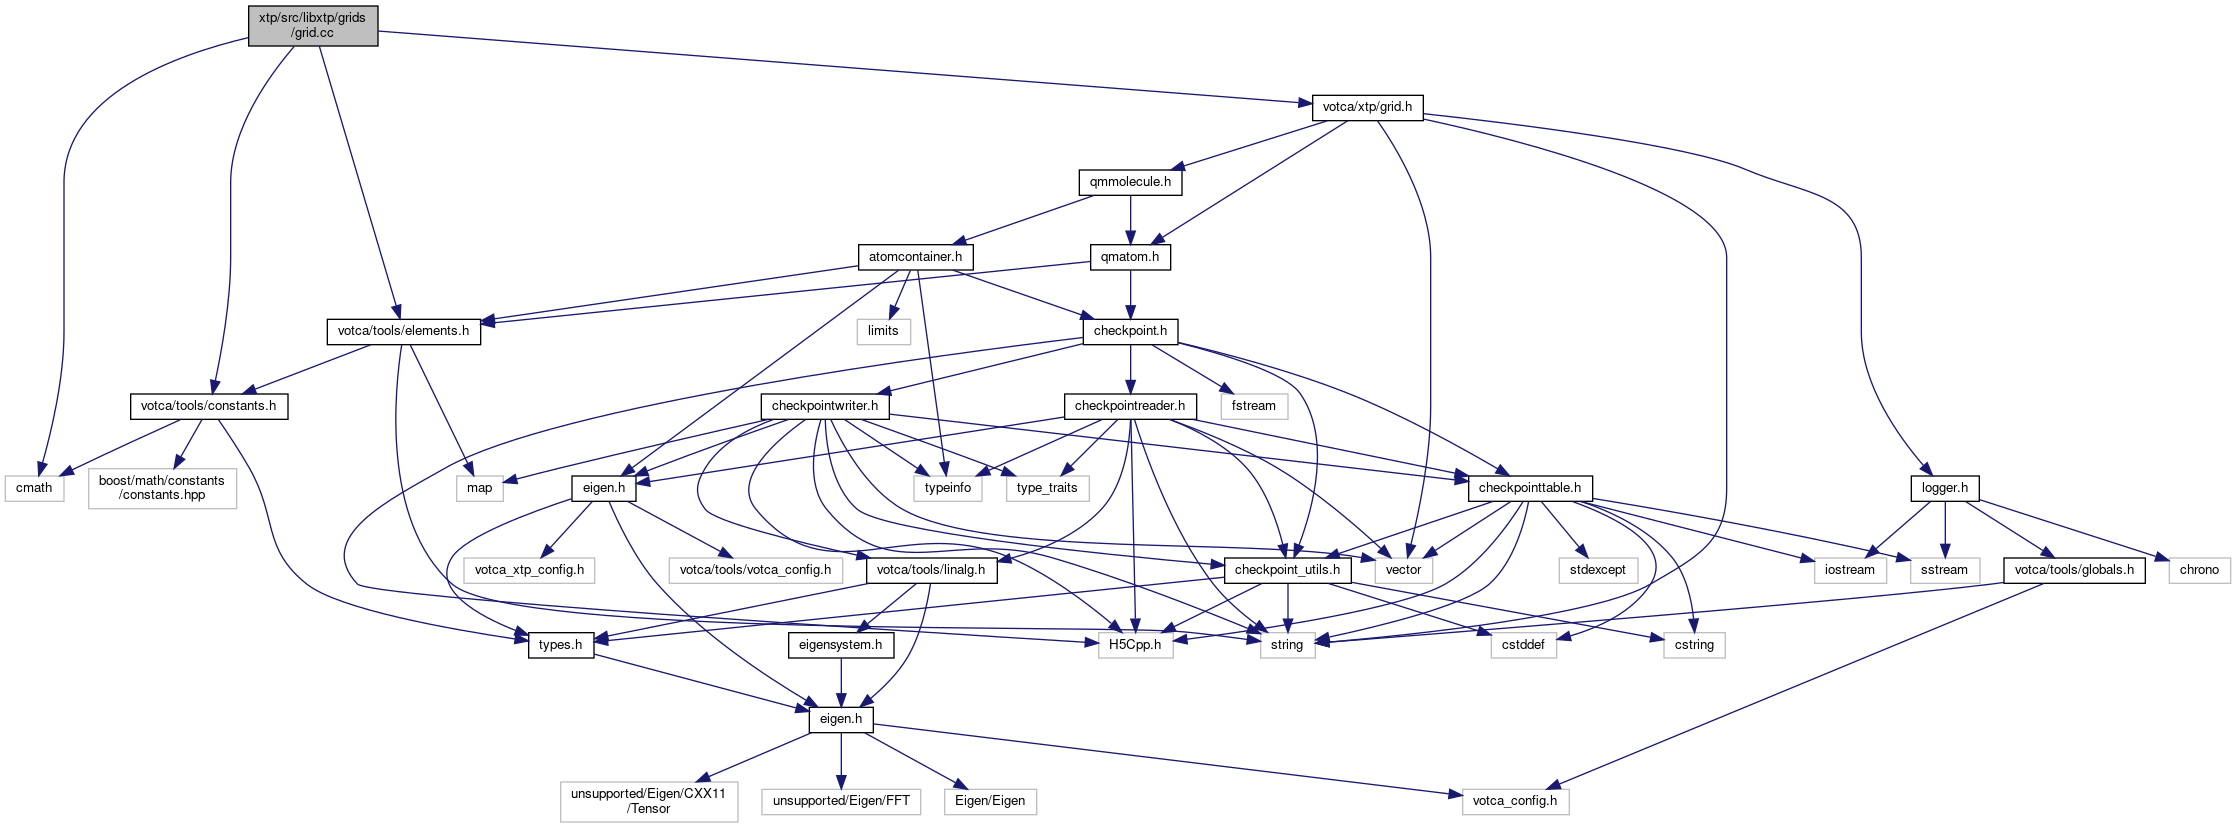 xtp/src/libxtp/grids
/grid.cc
votca/xtp/grid.h
qmmolecule.h
atomcontainer.h
qmatom.h
votca/tools/elements.h
limits
checkpoint.h
votca/tools/constants.h
checkpointwriter.h
checkpointreader.h
fstream
cmath
boost/math/constants
/constants.hpp
map
eigen.h
typeinfo
type_traits
checkpointtable.h
logger.h
votca_xtp_config.h
votca/tools/votca_config.h
votca/tools/linalg.h
checkpoint_utils.h
vector
stdexcept
iostream
sstream
votca/tools/globals.h
chrono
types.h
eigensystem.h
H5Cpp.h
string
cstddef
cstring
eigen.h
unsupported/Eigen/CXX11
/Tensor
unsupported/Eigen/FFT
Eigen/Eigen
votca_config.h